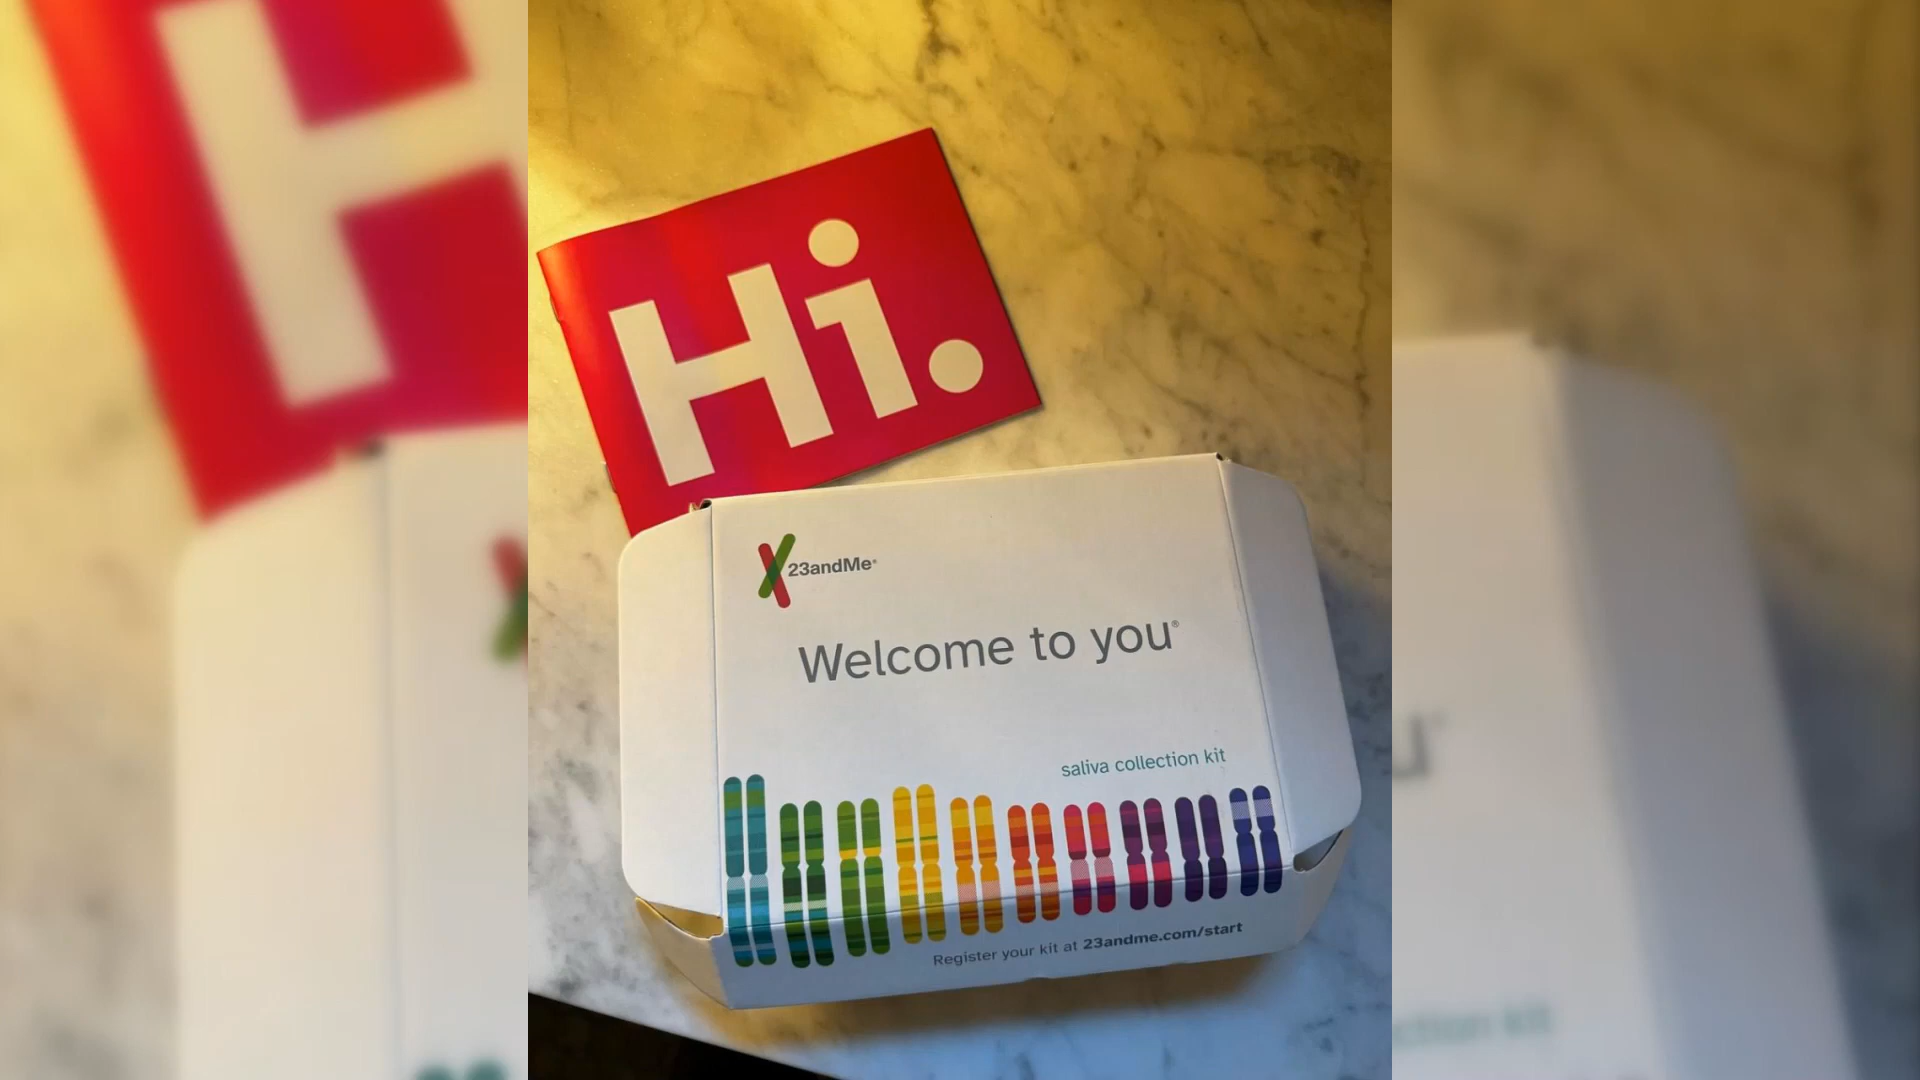 Hi.
23andMe®
Welcome to you®
saliva collection kit
Register your kit at 23andme.com/start